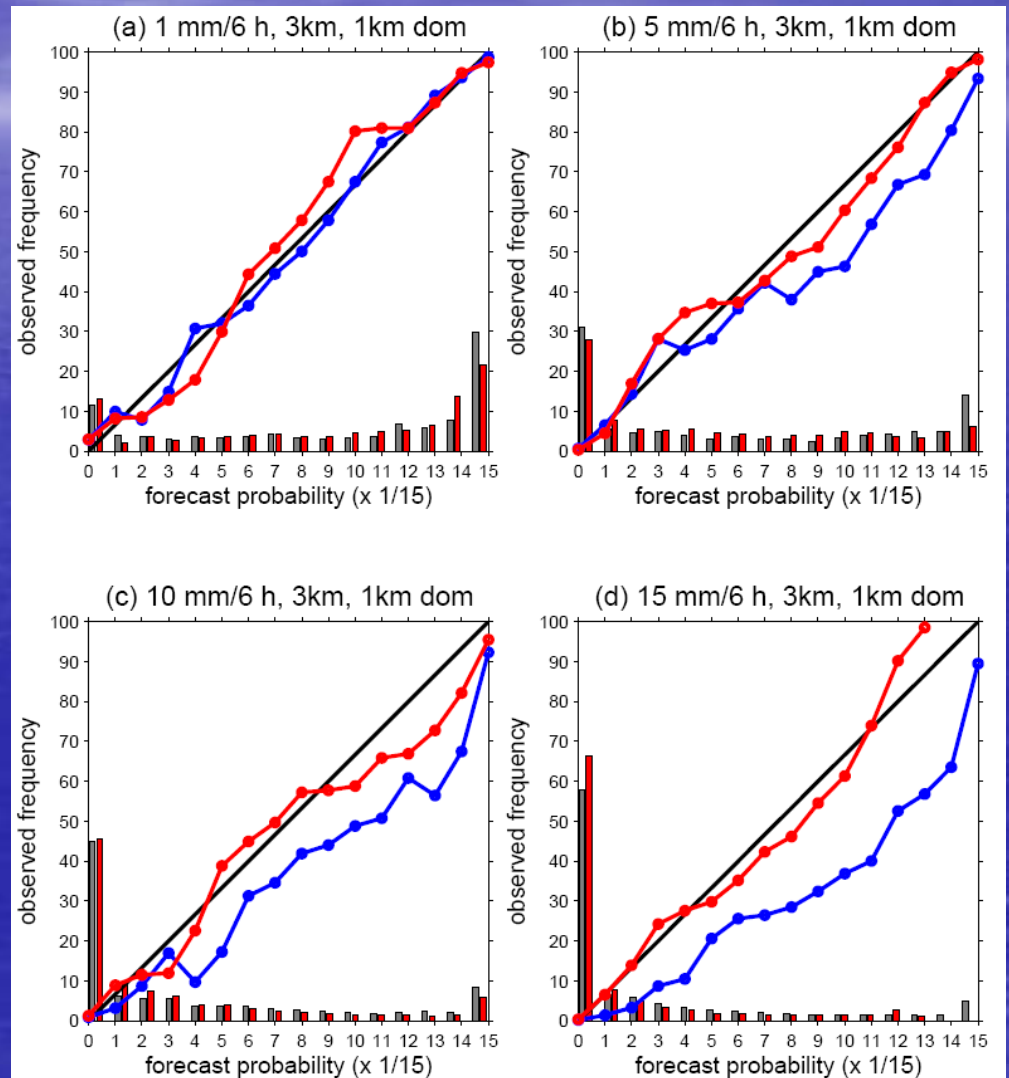 (a) 1 mm/6 h, 3km, 1km dom
100
90
80
70
60
50
40
30
20
10
0
observed frequency
0 1 2 3 4 5 6 7 8 9 10 11 12 13 14 15
forecast probability (x 1/15)
(b) 5 mm/6 h, 3km, 1km dom
100
90
80
70
60
50
40
30
20
10
0
observed frequency
0 1 2 3 4 5 6 7 8 9 10 11 12 13 14 15
forecast probability (x 1/15)
(c) 10 mm/6 h, 3km, 1km dom
100
90
80
70
60
50
40
30
20
10
0
observed frequency
0 1 2 3 4 5 6 7 8 9 10 11 12 13 14 15
forecast probability (x 1/15)
(d) 15 mm/6 h, 3km, 1km dom
100
90
80
70
60
50
40
30
20
10
0
observed frequency
0 1 2 3 4 5 6 7 8 9 10 11 12 13 14 15
forecast probability (x 1/15)